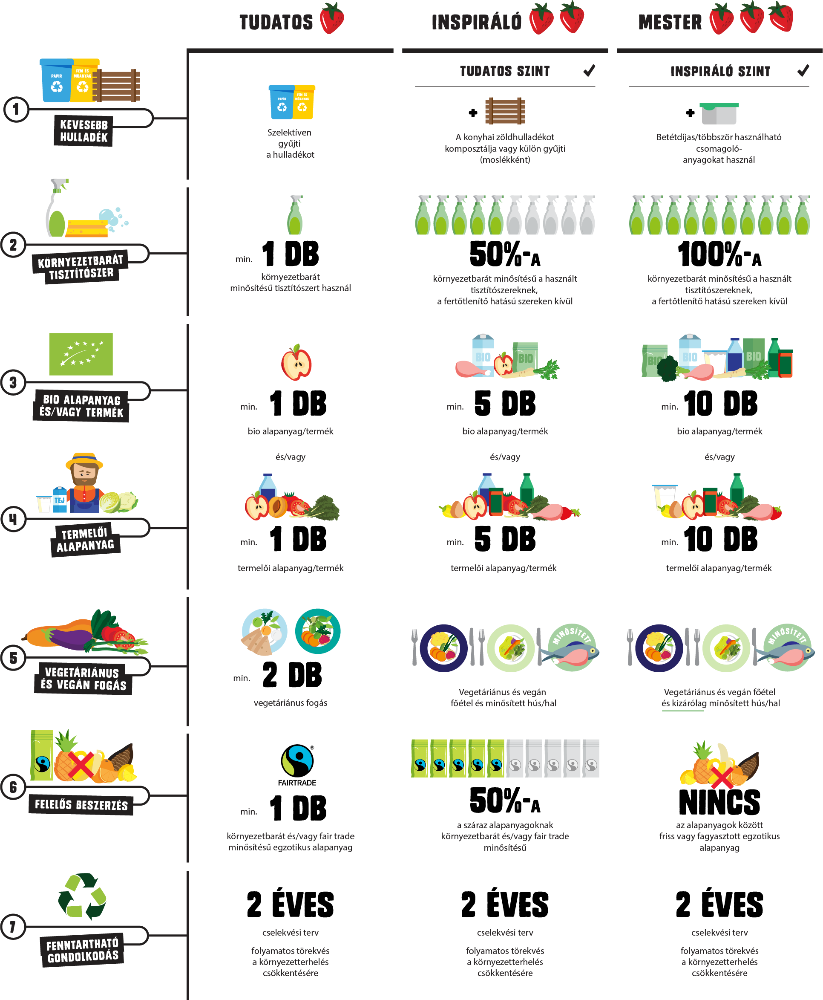 TUDATOS
INSPIRÁLÓ
MESTER
1
PAPÍR
FÉM ÉS
MŰANYAG
KEVESEBB
HULLADÉK
PAPÍR
FÉM ÉS
MŰANYAG
Szelektíven
gyűjti
a hulladékot
TUDATOS SZINT ✓
+
A konyhai zöldhulladékot
komposztálja vagy külön gyűjti
(moslékként)
INSPIRÁLÓ SZINT ✓
+
Betétdíjas/többször használható
csomagoló-
anyagokat használ
2
KÖRNYEZETBARÁT
TISZTÍTÓSZER
min. 1 DB
környezetbarát
minősítésű tisztítószert használ
50%-A
környezetbarát minősítésű a használt
tisztítószereknek,
a fertőtlenítő hatású szereken kívül
100%-A
környezetbarát minősítésű a használt
tisztítószereknek,
a fertőtlenítő hatású szereken kívül
3
BIO ALAPANYAG
ÉS/VAGY TERMÉK
min. 1 DB
bio alapanyag/termék
és/vagy
BIO
BIO
min. 5 DB
bio alapanyag/termék
és/vagy
BIO
BIO
BIO
min. 10 DB
bio alapanyag/termék
és/vagy
4
TEJ
TERMELŐI
ALAPANYAG
min. 1 DB
termelői alapanyag/termék
min. 5 DB
termelői alapanyag/termék
min. 10 DB
termelői alapanyag/termék
5
VEGETÁRIÁNUS
ÉS VEGÁN FOGÁS
min. 2 DB
vegetáriánus fogás
MINŐSÍTETT
Vegetáriánus és vegán
főétel és minősített hús/hal
MINŐSÍTETT
Vegetáriánus és vegán főétel
és kizárólag minősített hús/hal
6
FELELŐS BESZERZÉS
®
FAIRTRADE
min. 1 DB
környezetbarát és/vagy fair trade
minősítésű egzotikus alapanyag
50%-A
a száraz alapanyagoknak
környezetbarát és/vagy fair trade
minősítésű
NINCS
az alapanyagok között
friss vagy fagyasztott egzotikus
alapanyag
7
FENNTARTHATÓ
GONDOLKODÁS
2 ÉVES
cselekvési terv
folyamatos törekvés
a környezetterhelés
csökkentésére
2 ÉVES
cselekvési terv
folyamatos törekvés
a környezetterhelés
csökkentésére
2 ÉVES
cselekvési terv
folyamatos törekvés
a környezetterhelés
csökkentésére